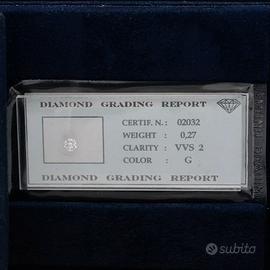 DIAMOND GRADING REPORT
CERTIF. N.: 02032
WEIGHT : 0,27
CLARITY : VVS 2
COLOR : G
DIAMOND GRADING REPORT
subito